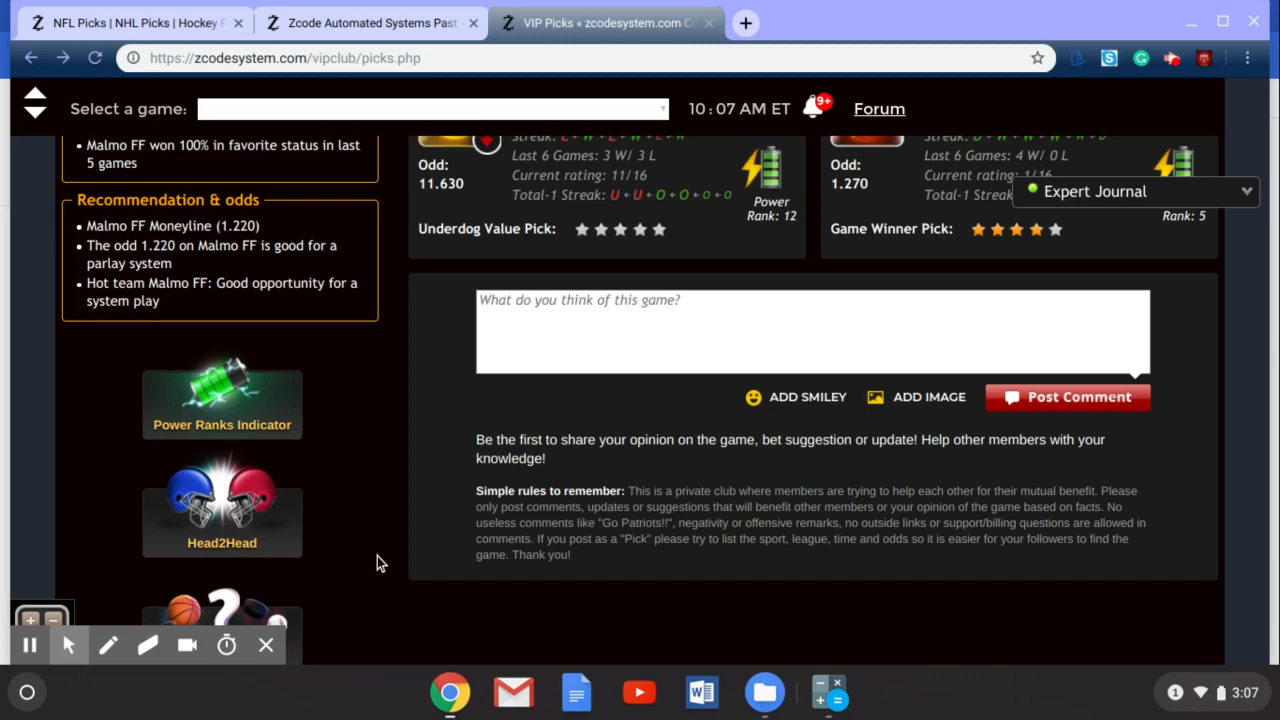 NFL Picks | NHL Picks | Hockey
Zcode Automated Systems Past
VIP Picks « zcodesystem.com
https://zcodesystem.com/vipclub/picks.php
Select a game:
10:07 AM ET
9+
Forum
• Malmo FF won 100% in favorite status in last
5 games
Recommendation & odds
• Malmo FF Moneyline (1.220)
• The odd 1.220 on Malmo FF is good for a
parlay system
• Hot team Malmo FF: Good opportunity for a
system play
Power Ranks Indicator
Head2Head
Odd:
11.630
Last 6 Games: 3 W/ 3 L
Current rating: 11/16
Total-1 Streak: U - U - O - O - O - O
Power
Rank: 12
Underdog Value Pick:
Odd:
1.270
Last 6 Games: 4 W/ 0 L
Current rating: 1/16
Total-1 Streak
Rank: 5
Game Winner Pick:
Expert Journal
What do you think of this game?
ADD SMILEY
ADD IMAGE
Post Comment
Be the first to share your opinion on the game, bet suggestion or update! Help other members with your
knowledge!
Simple rules to remember: This is a private club where members are trying to help each other for their mutual benefit. Please
only post comments, updates or suggestions that will benefit other members or your opinion of the game based on facts. No
useless comments like "Go Patriots!!", negativity or offensive remarks, no outside links or support/billing questions are allowed in
comments. If you post as a "Pick" please try to list the sport, league, time and odds so it is easier for your followers to find the
game. Thank you!
1
3:07